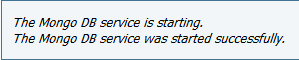 The Mongo DB service is starting.
The Mongo DB service was started successfully.